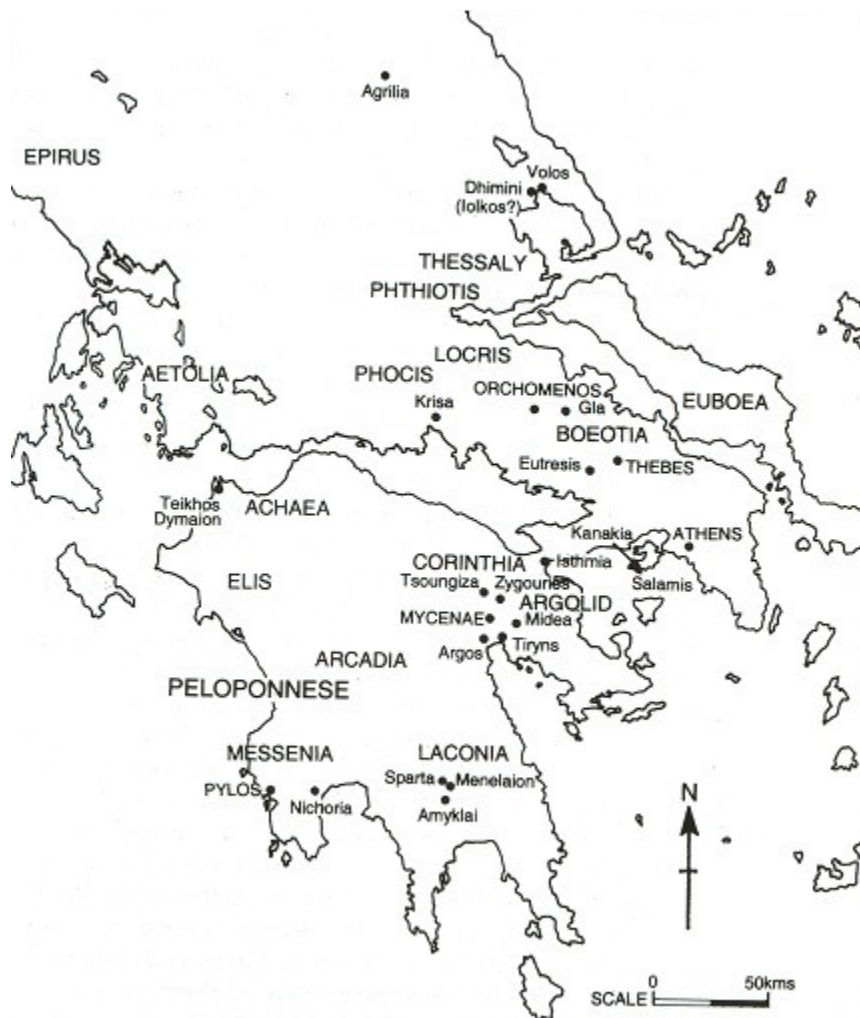 Agrilia
EPIRUS
Volos
Dhimini
(Iolkos?)
THESSALY
PHTHIOTIS
LOCRIS
AETOLIA
PHOCIS
ORCHOMENOS
Krisa
Gla
EUBOEA
BOEOTIA
Eutresis
THEBES
Teikhos
Dymaion
ACHAEA
Kanakia
ATHENS
CORINTHIA
Isthmia
Tsoungiza
Zygouries
Salamis
ELIS
ARGOLID
MYCENAE
Midea
Argos
Tiryns
ARCADIA
PELOPONNESE
MESSENIA
LACONIA
Sparta
Menelaion
PYLOS
Nichoria
Amyklai
N
0 50kms
SCALE